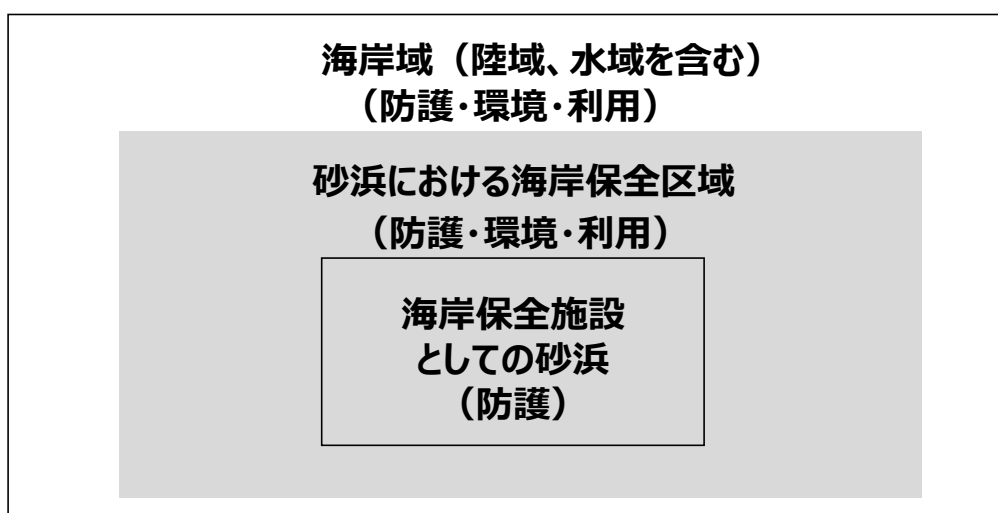 海岸域（陸域、水域を含む）
（防護・環境・利用）
砂浜における海岸保全区域
（防護・環境・利用）
海岸保全施設
としての砂浜
（防護）